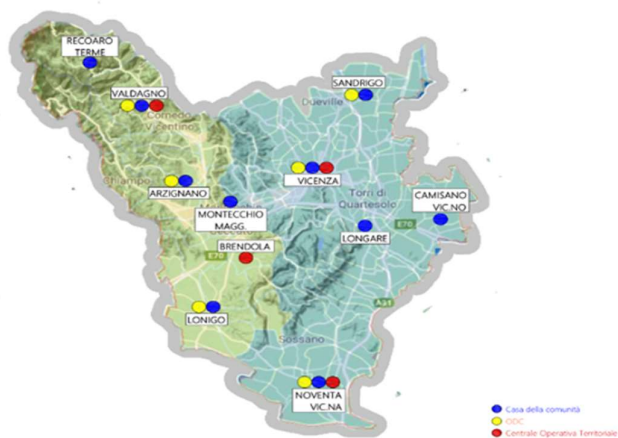 RECOARO
TERME
VALDAGNO
Cornedo
Vicentino
SANDRIGO
Dueville
Chiampo
ARZIGNANO
VICENZA
Torri di
Quartesolo
CAMISANO
VIC.NO
MONTECCHIO
MAGG.
LONGARE
E70
BRENDOLA
E70
LONIGO
A31
Sossano
NOVENTA
VIC.NA
Casa della comunità
ODC
Centrale Operativa Territoriale